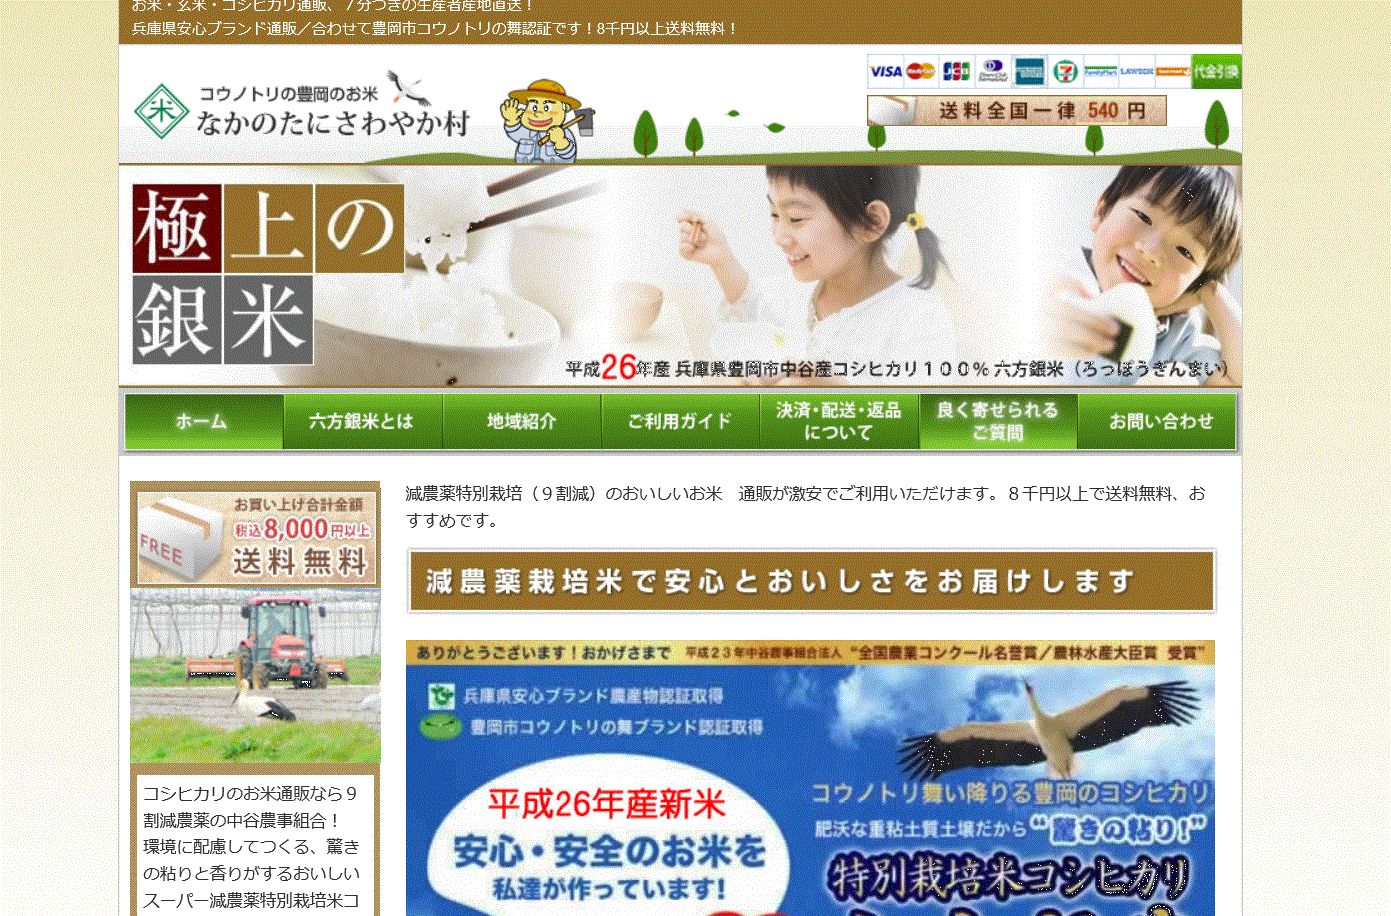 お米・玄米・コシヒカリ通販、７分つきの生産者産地直送！
兵庫県安心ブランド通販／合わせて豊岡市コウノトリの舞認証です！8千円以上送料無料！
コウノトリの豊岡のお米
米 なかのたにさわやか村
VISA MasterCard JCB Diners Club AMERICAN EXPRESS 7 FamilyMart LAWSON 代金引換
送料全国一律 540 円
極上の
銀米
平成26年産 兵庫県豊岡市中谷産コシヒカリ１００％ 六方銀米（ろっぽうぎんまい）
ホーム
六方銀米とは
地域紹介
ご利用ガイド
決済・配送・返品
について
良く寄せられる
ご質問
お問い合わせ
お買い上げ合計金額
税込8,000円以上
FREE
送料無料
コシヒカリのお米通販なら９
割減農薬の中谷農事組合！
環境に配慮してつくる、驚き
の粘りと香りがするおいしい
スーパー減農薬特別栽培米コ
減農薬特別栽培（９割減）のおいしいお米　通販が激安でご利用いただけます。８千円以上で送料無料、お
すすめです。
減農薬栽培米で安心とおいしさをお届けします
ありがとうございます！おかげさまで 平成２３年中谷農事組合法人 “全国農業コンクール名誉賞／農林水産大臣賞 受賞”
兵庫県安心ブランド農産物認証取得
豊岡市コウノトリの舞ブランド認証取得
平成26年産新米
安心・安全のお米を
私達が作っています！
コウノトリ舞い降りる豊岡のコシヒカリ
肥沃な重粘土質土壌だから“驚きの粘り！”
特別栽培米コシヒカリ